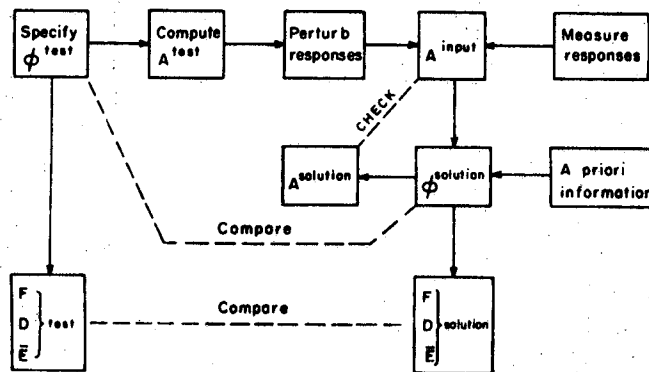 Specify
ϕ test
Compute
A test
Perturb
responses
A input
Measure
responses
CHECK
A solution
ϕ solution
A priori
information
Compare
F
D } test
E̅
Compare
F
D } solution
E̅